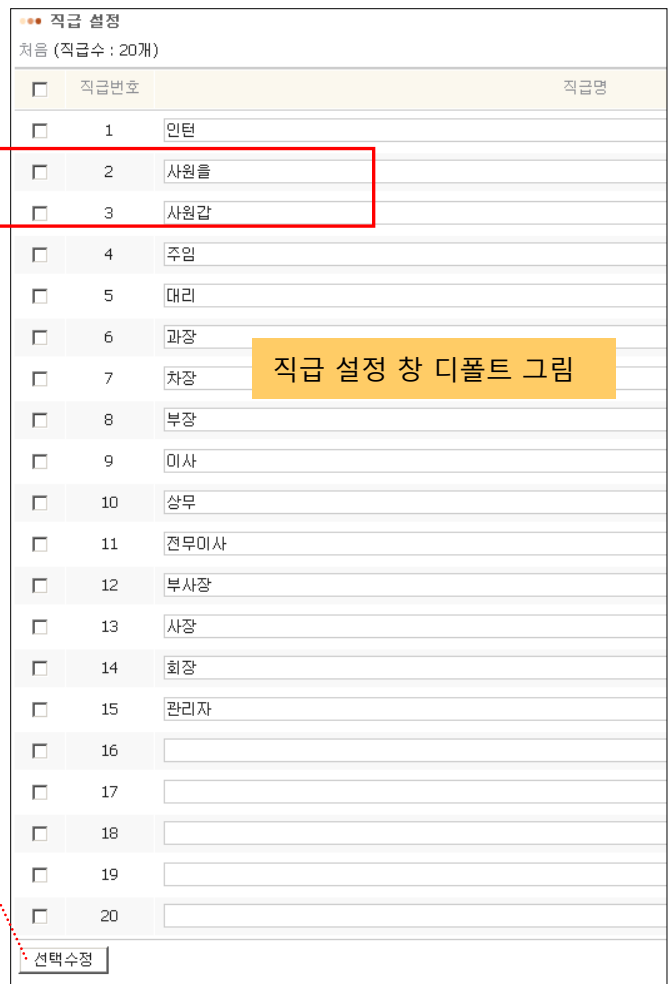 직급 설정
처음 (직급수 : 20개)
직급번호 직급명
1 인턴
2 사원을
3 사원갑
4 주임
5 대리
6 과장
직급 설정 창 디폴트 그림
7 차장
8 부장
9 이사
10 상무
11 전무이사
12 부사장
13 사장
14 회장
15 관리자
16
17
18
19
20
선택수정